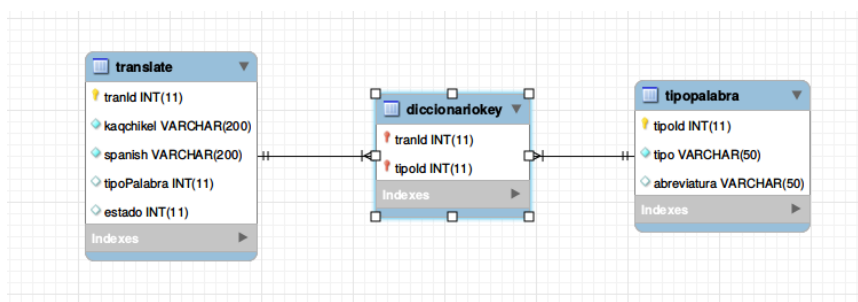 translate
tranId INT(11)
kaqchikel VARCHAR(200)
spanish VARCHAR(200)
tipoPalabra INT(11)
estado INT(11)
Indexes
diccionariokey
tranId INT(11)
tipoId INT(11)
Indexes
tipopalabra
tipoId INT(11)
tipo VARCHAR(50)
abreviatura VARCHAR(50)
Indexes